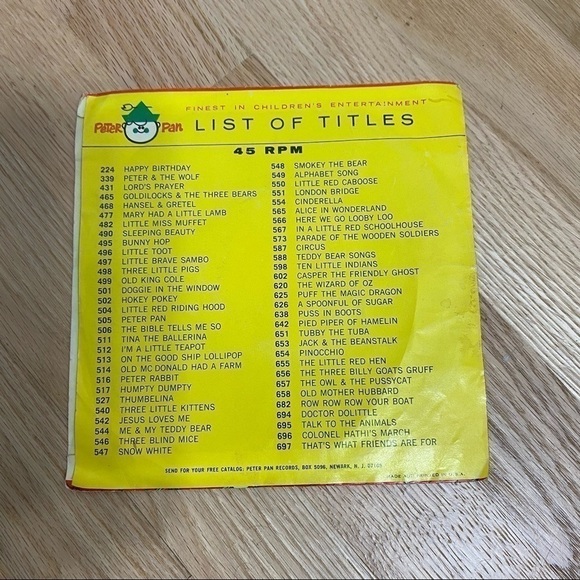 FINEST IN CHILDREN'S ENTERTAINMENT
PETER PAN LIST OF TITLES
45 RPM
224 HAPPY BIRTHDAY
339 PETER & THE WOLF
431 LORD'S PRAYER
465 GOLDILOCKS & THE THREE BEARS
468 HANSEL & GRETEL
477 MARY HAD A LITTLE LAMB
482 LITTLE MISS MUFFET
490 SLEEPING BEAUTY
495 BUNNY HOP
496 LITTLE TOOT
497 LITTLE BRAVE SAMBO
498 THREE LITTLE PIGS
499 OLD KING COLE
501 DOGGIE IN THE WINDOW
502 HOKEY POKEY
504 LITTLE RED RIDING HOOD
505 PETER PAN
506 THE BIBLE TELLS ME SO
511 TINA THE BALLERINA
512 I'M A LITTLE TEAPOT
513 ON THE GOOD SHIP LOLLIPOP
514 OLD MC DONALD HAD A FARM
516 PETER RABBIT
517 HUMPTY DUMPTY
527 THUMBELINA
540 THREE LITTLE KITTENS
542 JESUS LOVES ME
544 ME & MY TEDDY BEAR
546 THREE BLIND MICE
547 SNOW WHITE
548 SMOKEY THE BEAR
549 ALPHABET SONG
550 LITTLE RED CABOOSE
551 LONDON BRIDGE
554 CINDERELLA
565 ALICE IN WONDERLAND
566 HERE WE GO LOOBY LOO
567 IN A LITTLE RED SCHOOLHOUSE
573 PARADE OF THE WOODEN SOLDIERS
587 CIRCUS
588 TEDDY BEAR SONGS
598 TEN LITTLE INDIANS
602 CASPER THE FRIENDLY GHOST
620 THE WIZARD OF OZ
625 PUFF THE MAGIC DRAGON
626 A SPOONFUL OF SUGAR
638 PUSS IN BOOTS
642 PIED PIPER OF HAMELIN
651 TUBBY THE TUBA
653 JACK & THE BEANSTALK
654 PINOCCHIO
655 THE LITTLE RED HEN
656 THE THREE BILLY GOATS GRUFF
657 THE OWL & THE PUSSYCAT
658 OLD MOTHER HUBBARD
682 ROW ROW ROW YOUR BOAT
694 DOCTOR DOLITTLE
695 TALK TO THE ANIMALS
696 COLONEL HATHI'S MARCH
697 THAT'S WHAT FRIENDS ARE FOR
SEND FOR YOUR FREE CATALOG: PETER PAN RECORDS, BOX 5096, NEWARK, N. J.
MADE